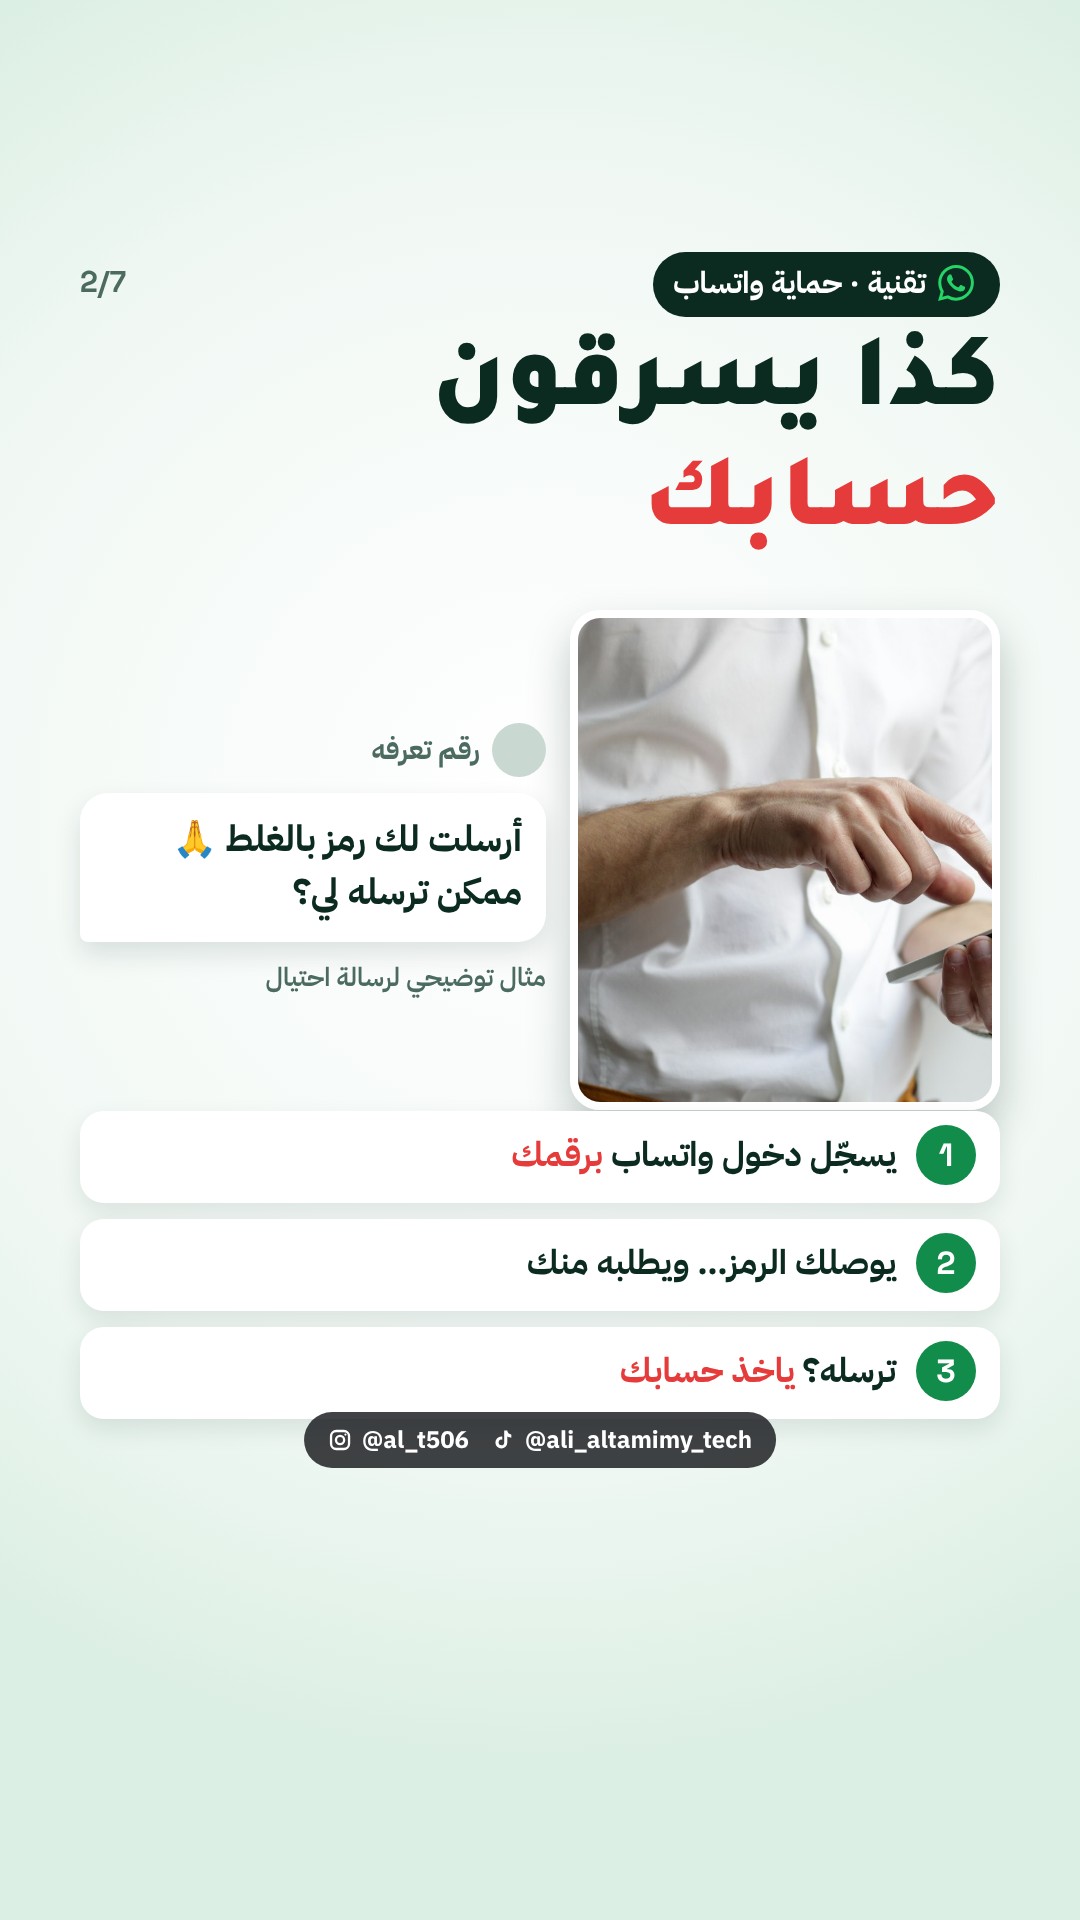 تقنية · حماية واتساب
2/7
كذا يسرقون
حسابك
رقم تعرفه
أرسلت لك رمز بالغلط 🙏
ممكن ترسله لي؟
مثال توضيحي لرسالة احتيال
1 يسجّل دخول واتساب برقمك
2 يوصلك الرمز... ويطلبه منك
3 ترسله؟ ياخذ حسابك
@al_t506 @ali_altamimy_tech